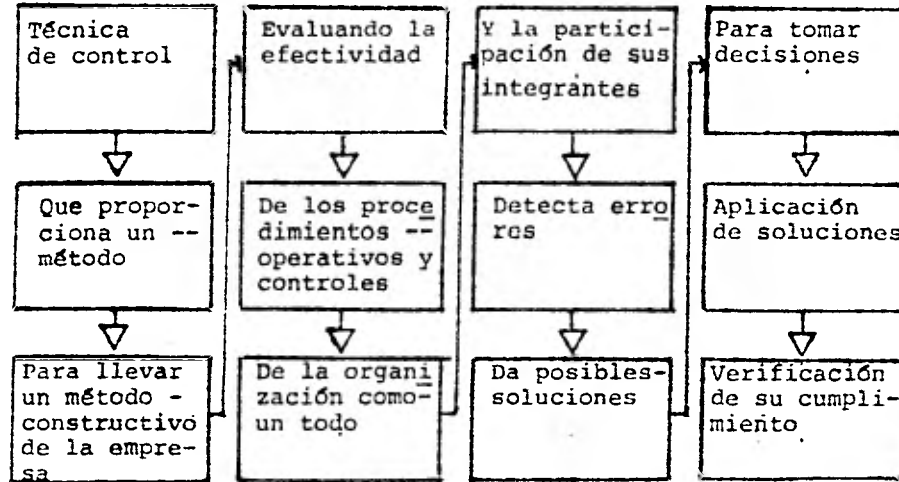 Técnica
de control
Que propor-
ciona un --
método
Para llevar
un método -
constructivo
de la empre-
sa
Evaluando la
efectividad
De los proce
dimientos --
operativos y
controles
De la organi
zación como-
un todo
Y la partici-
pación de sus
integrantes
Detecta erro
res
Da posibles-
soluciones
Para tomar
decisiones
Aplicación
de soluciones
Verificación
de su cumpli-
miento